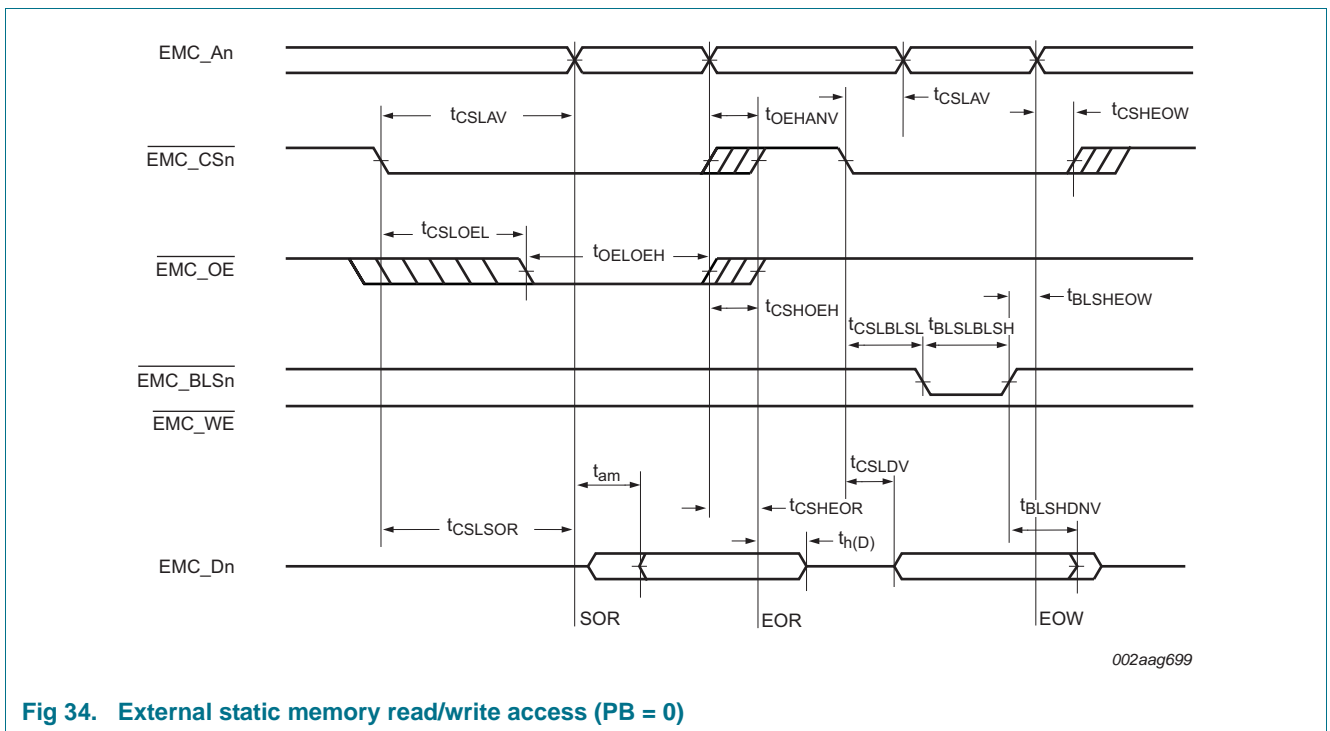 EMC_An
tCSLAV
tOEHANV
tCSLAV
tCSHEOW
EMC_CSn
tCSLOEL
tOELOEH
EMC_OE
tCSHOEH
tBLSHEOW
tCSLBLSL
tBLSLBLSH
EMC_BLSn
EMC_WE
tam
tCSLDV
tCSLSOR
tCSHEOR
tBLSHDNV
th(D)
EMC_Dn
SOR
EOR
EOW
002aag699
Fig 34. External static memory read/write access (PB = 0)